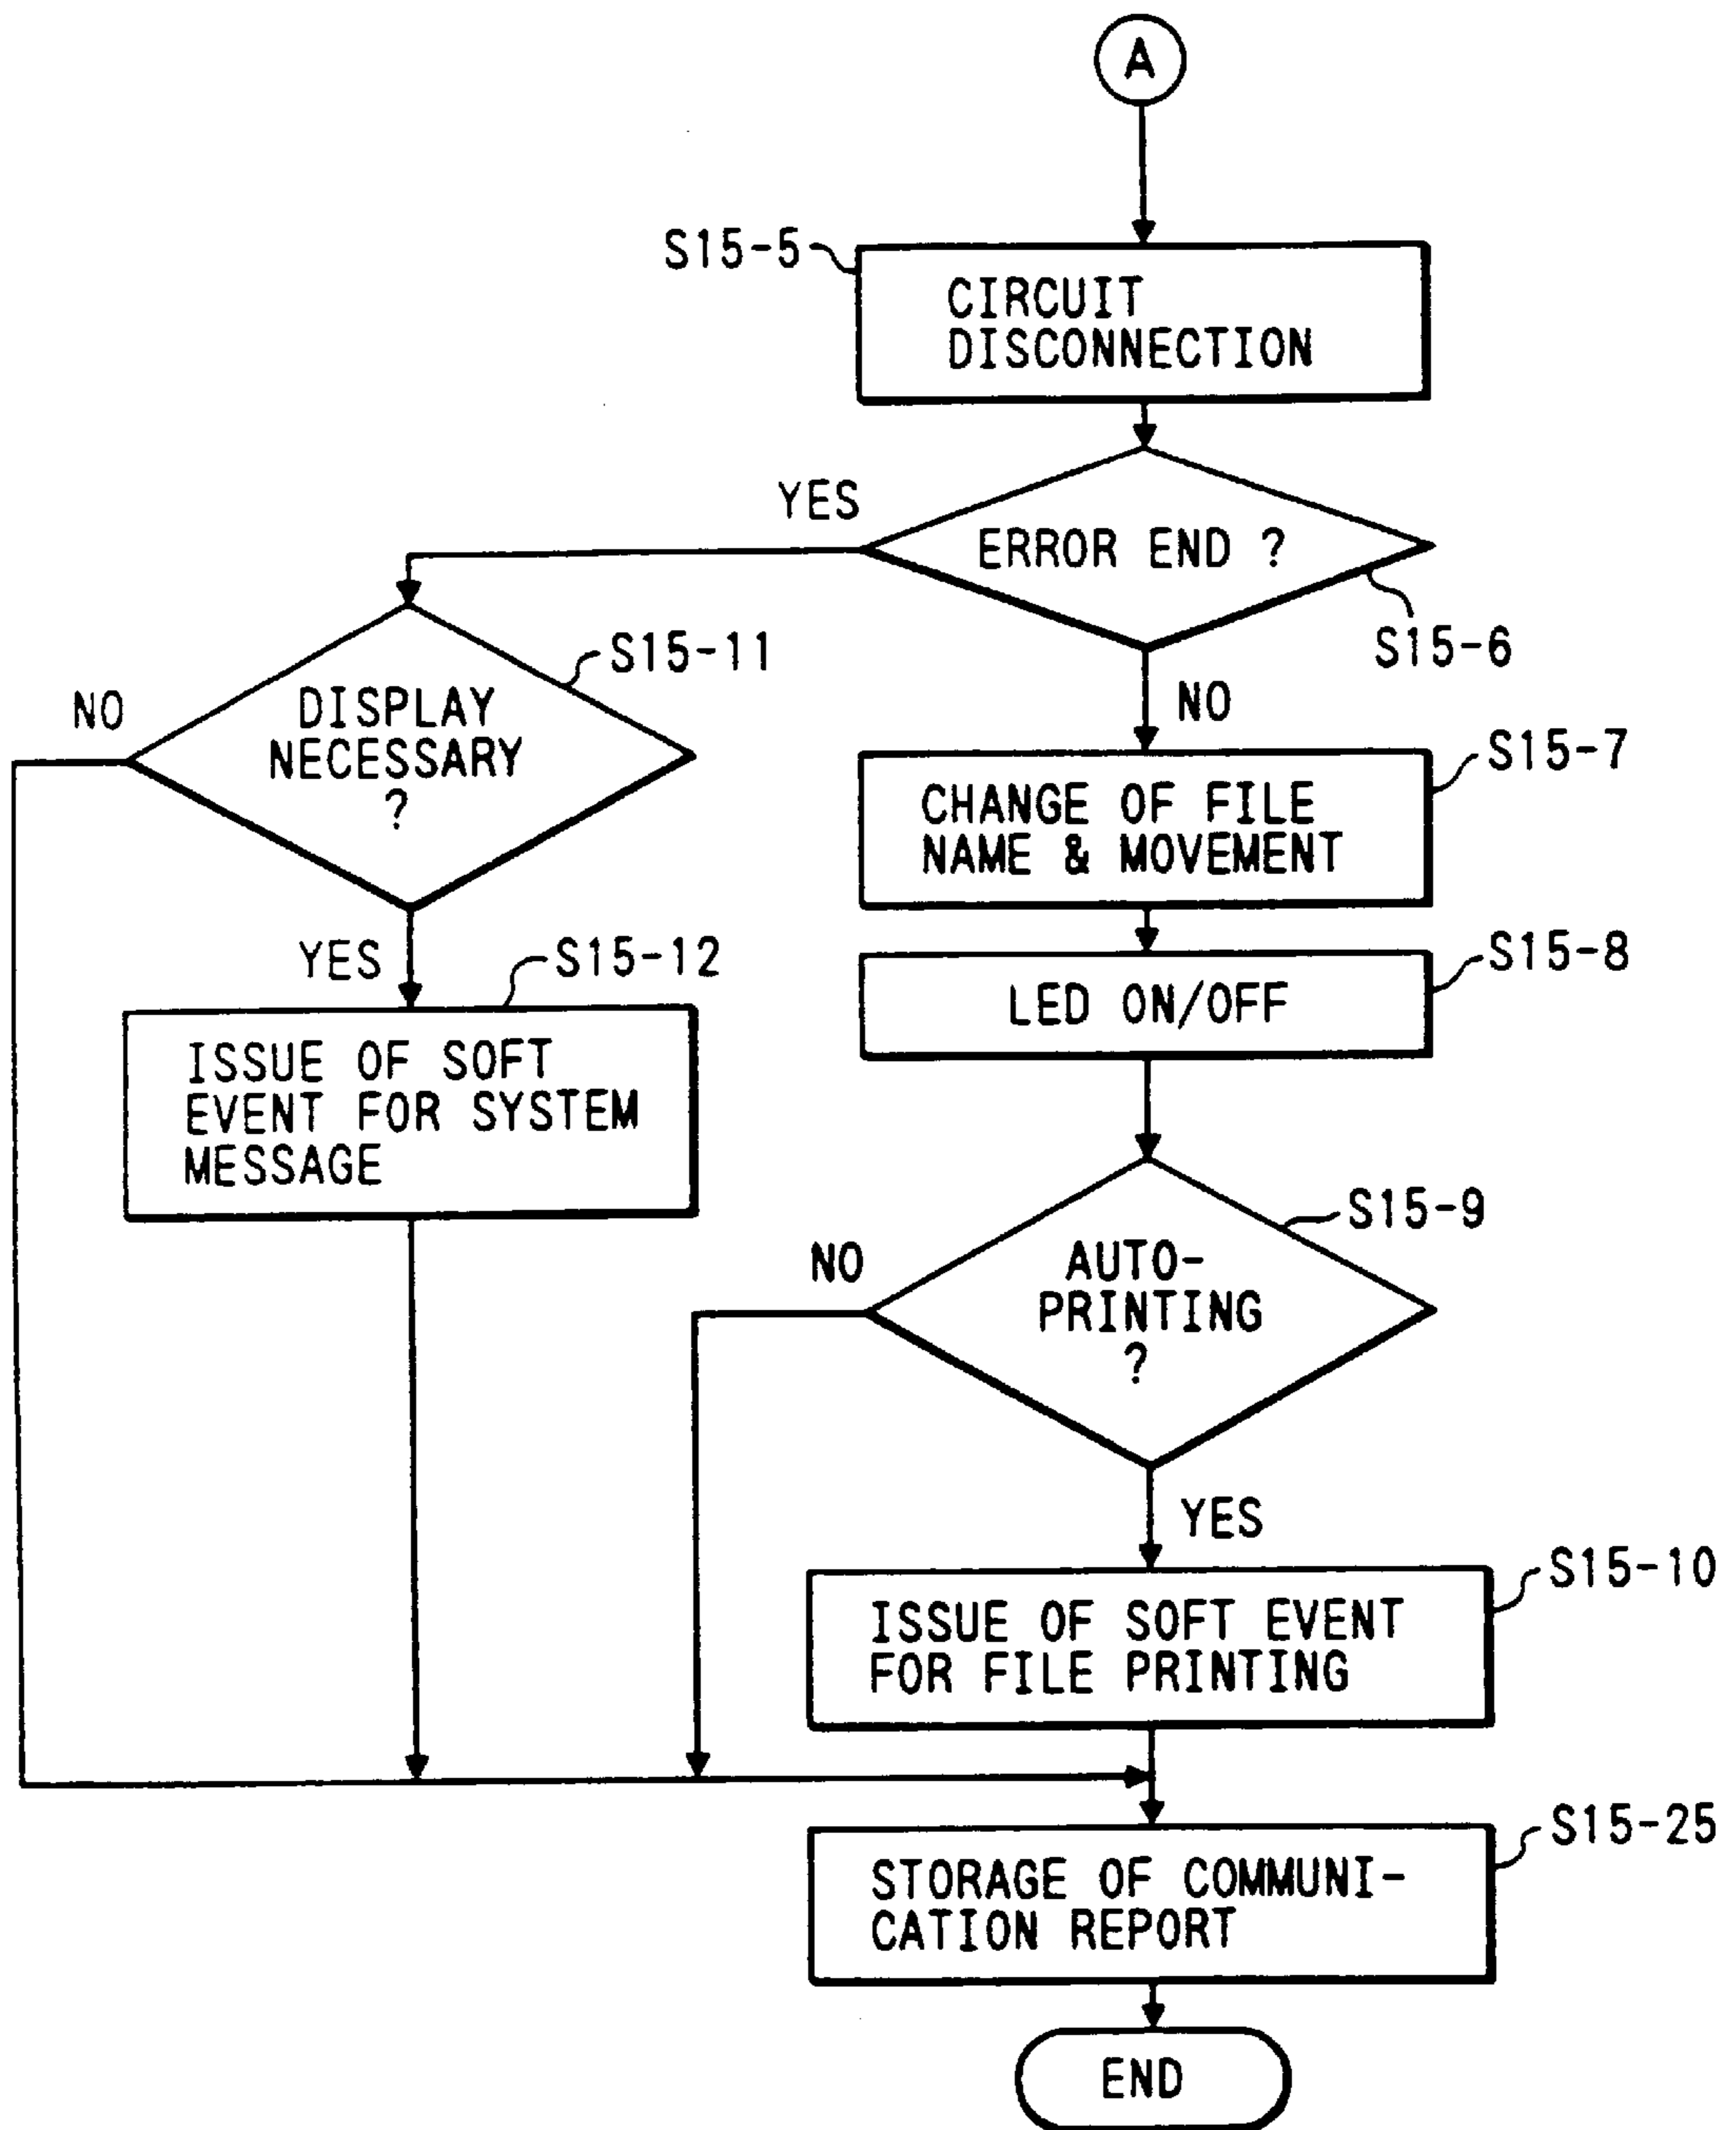 A
S15-5
CIRCUIT
DISCONNECTION
YES
ERROR END ?
S15-6
NO
S15-11
NO
DISPLAY
NECESSARY
?
S15-7
CHANGE OF FILE
NAME & MOVEMENT
YES
S15-12
S15-8
LED ON/OFF
ISSUE OF SOFT
EVENT FOR SYSTEM
MESSAGE
S15-9
NO
AUTO-
PRINTING
?
YES
S15-10
ISSUE OF SOFT EVENT
FOR FILE PRINTING
S15-25
STORAGE OF COMMUNI-
CATION REPORT
END